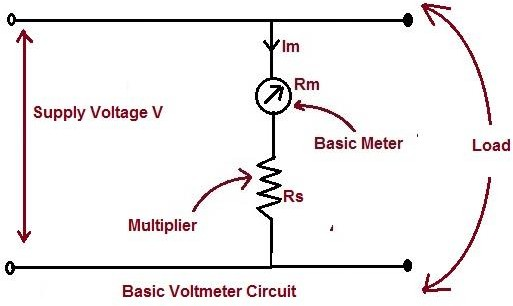 Im
Rm
Supply Voltage V
Basic Meter
Load
Rs
Multiplier
Basic Voltmeter Circuit